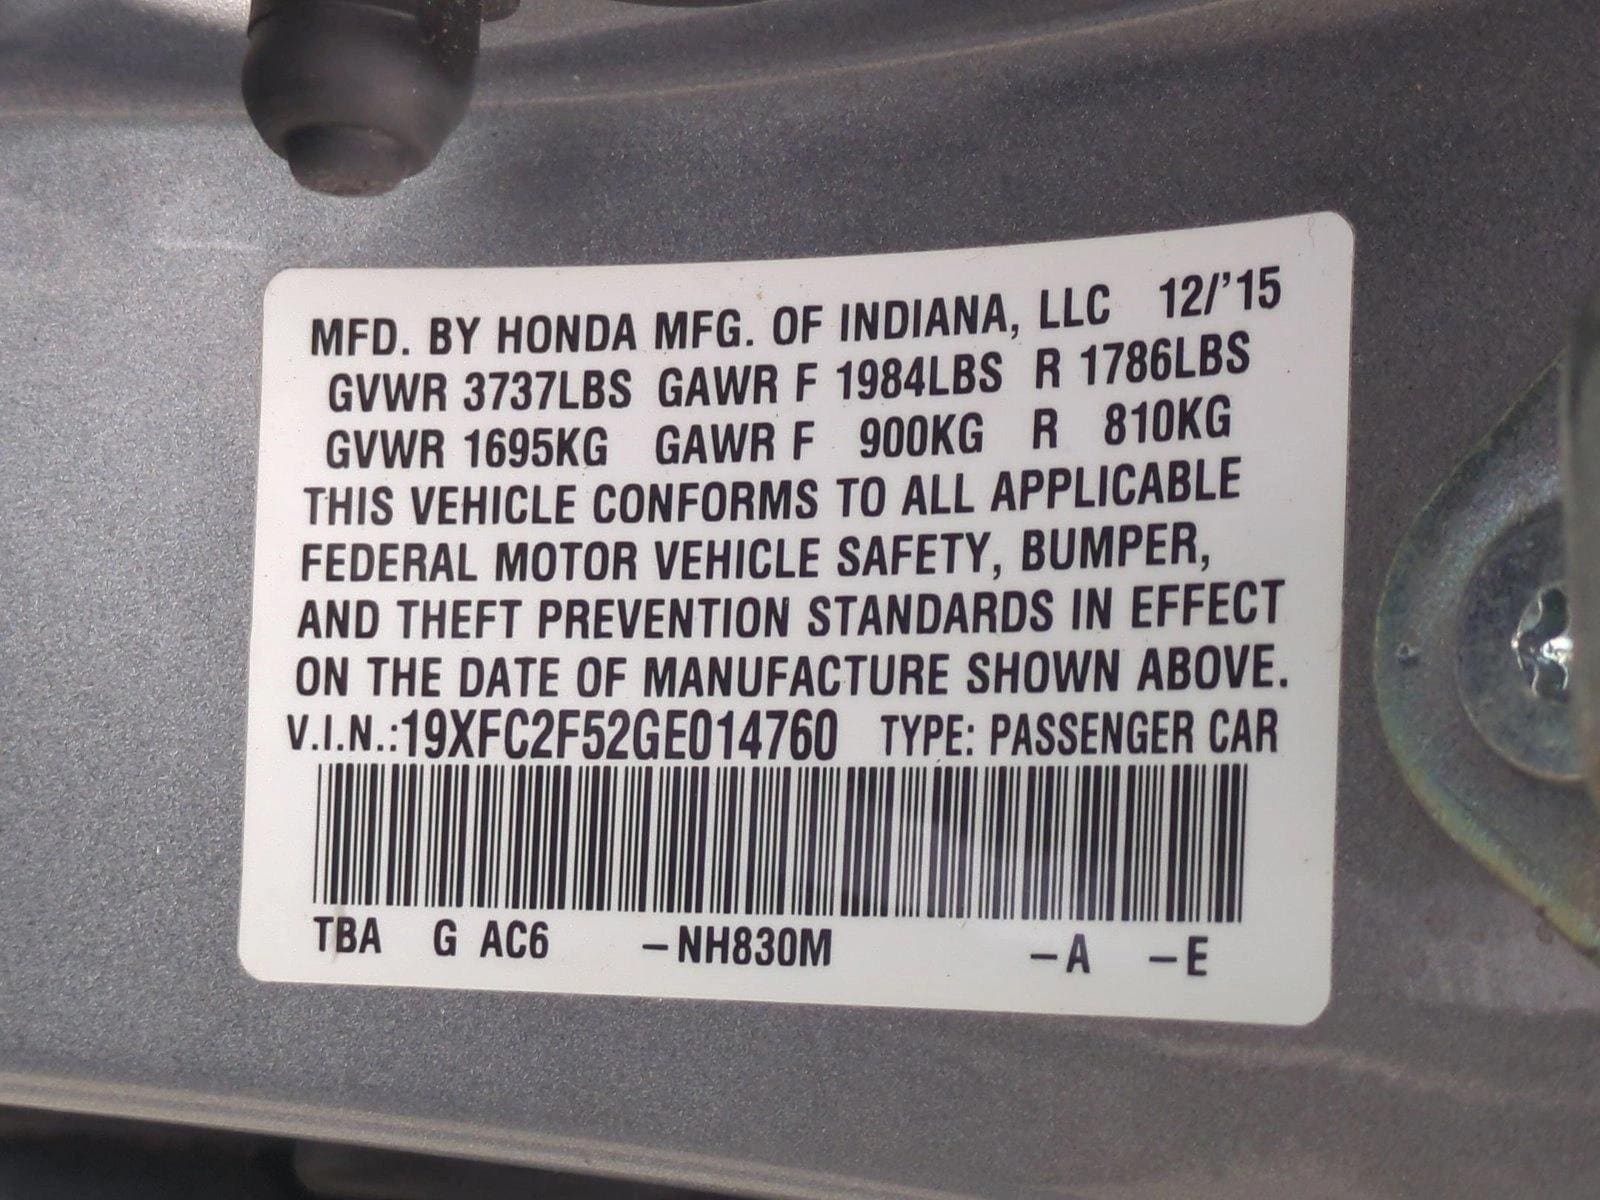 MFD. BY HONDA MFG. OF INDIANA, LLC 12/'15
GVWR 3737LBS GAWR F 1984LBS R 1786LBS
GVWR 1695KG GAWR F 900KG R 810KG
THIS VEHICLE CONFORMS TO ALL APPLICABLE
FEDERAL MOTOR VEHICLE SAFETY, BUMPER,
AND THEFT PREVENTION STANDARDS IN EFFECT
ON THE DATE OF MANUFACTURE SHOWN ABOVE.
V.I.N.:19XFC2F52GE014760 TYPE: PASSENGER CAR
TBA G AC6 –NH830M –A –E